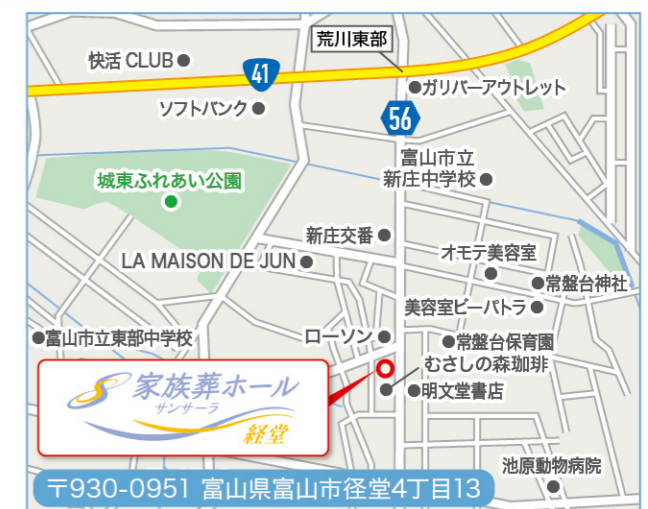 荒川東部
快活 CLUB
41
ガリバーアウトレット
ソフトバンク
56
富山市立
新庄中学校
城東ふれあい公園
新庄交番
オモテ美容室
LA MAISON DE JUN
常盤台神社
美容室ビーパトラ
富山市立東部中学校
ローソン
常盤台保育園
むさしの森珈琲
明文堂書店
家族葬ホール
サンサーラ
経堂
池原動物病院
〒930-0951 富山県富山市径堂4丁目13